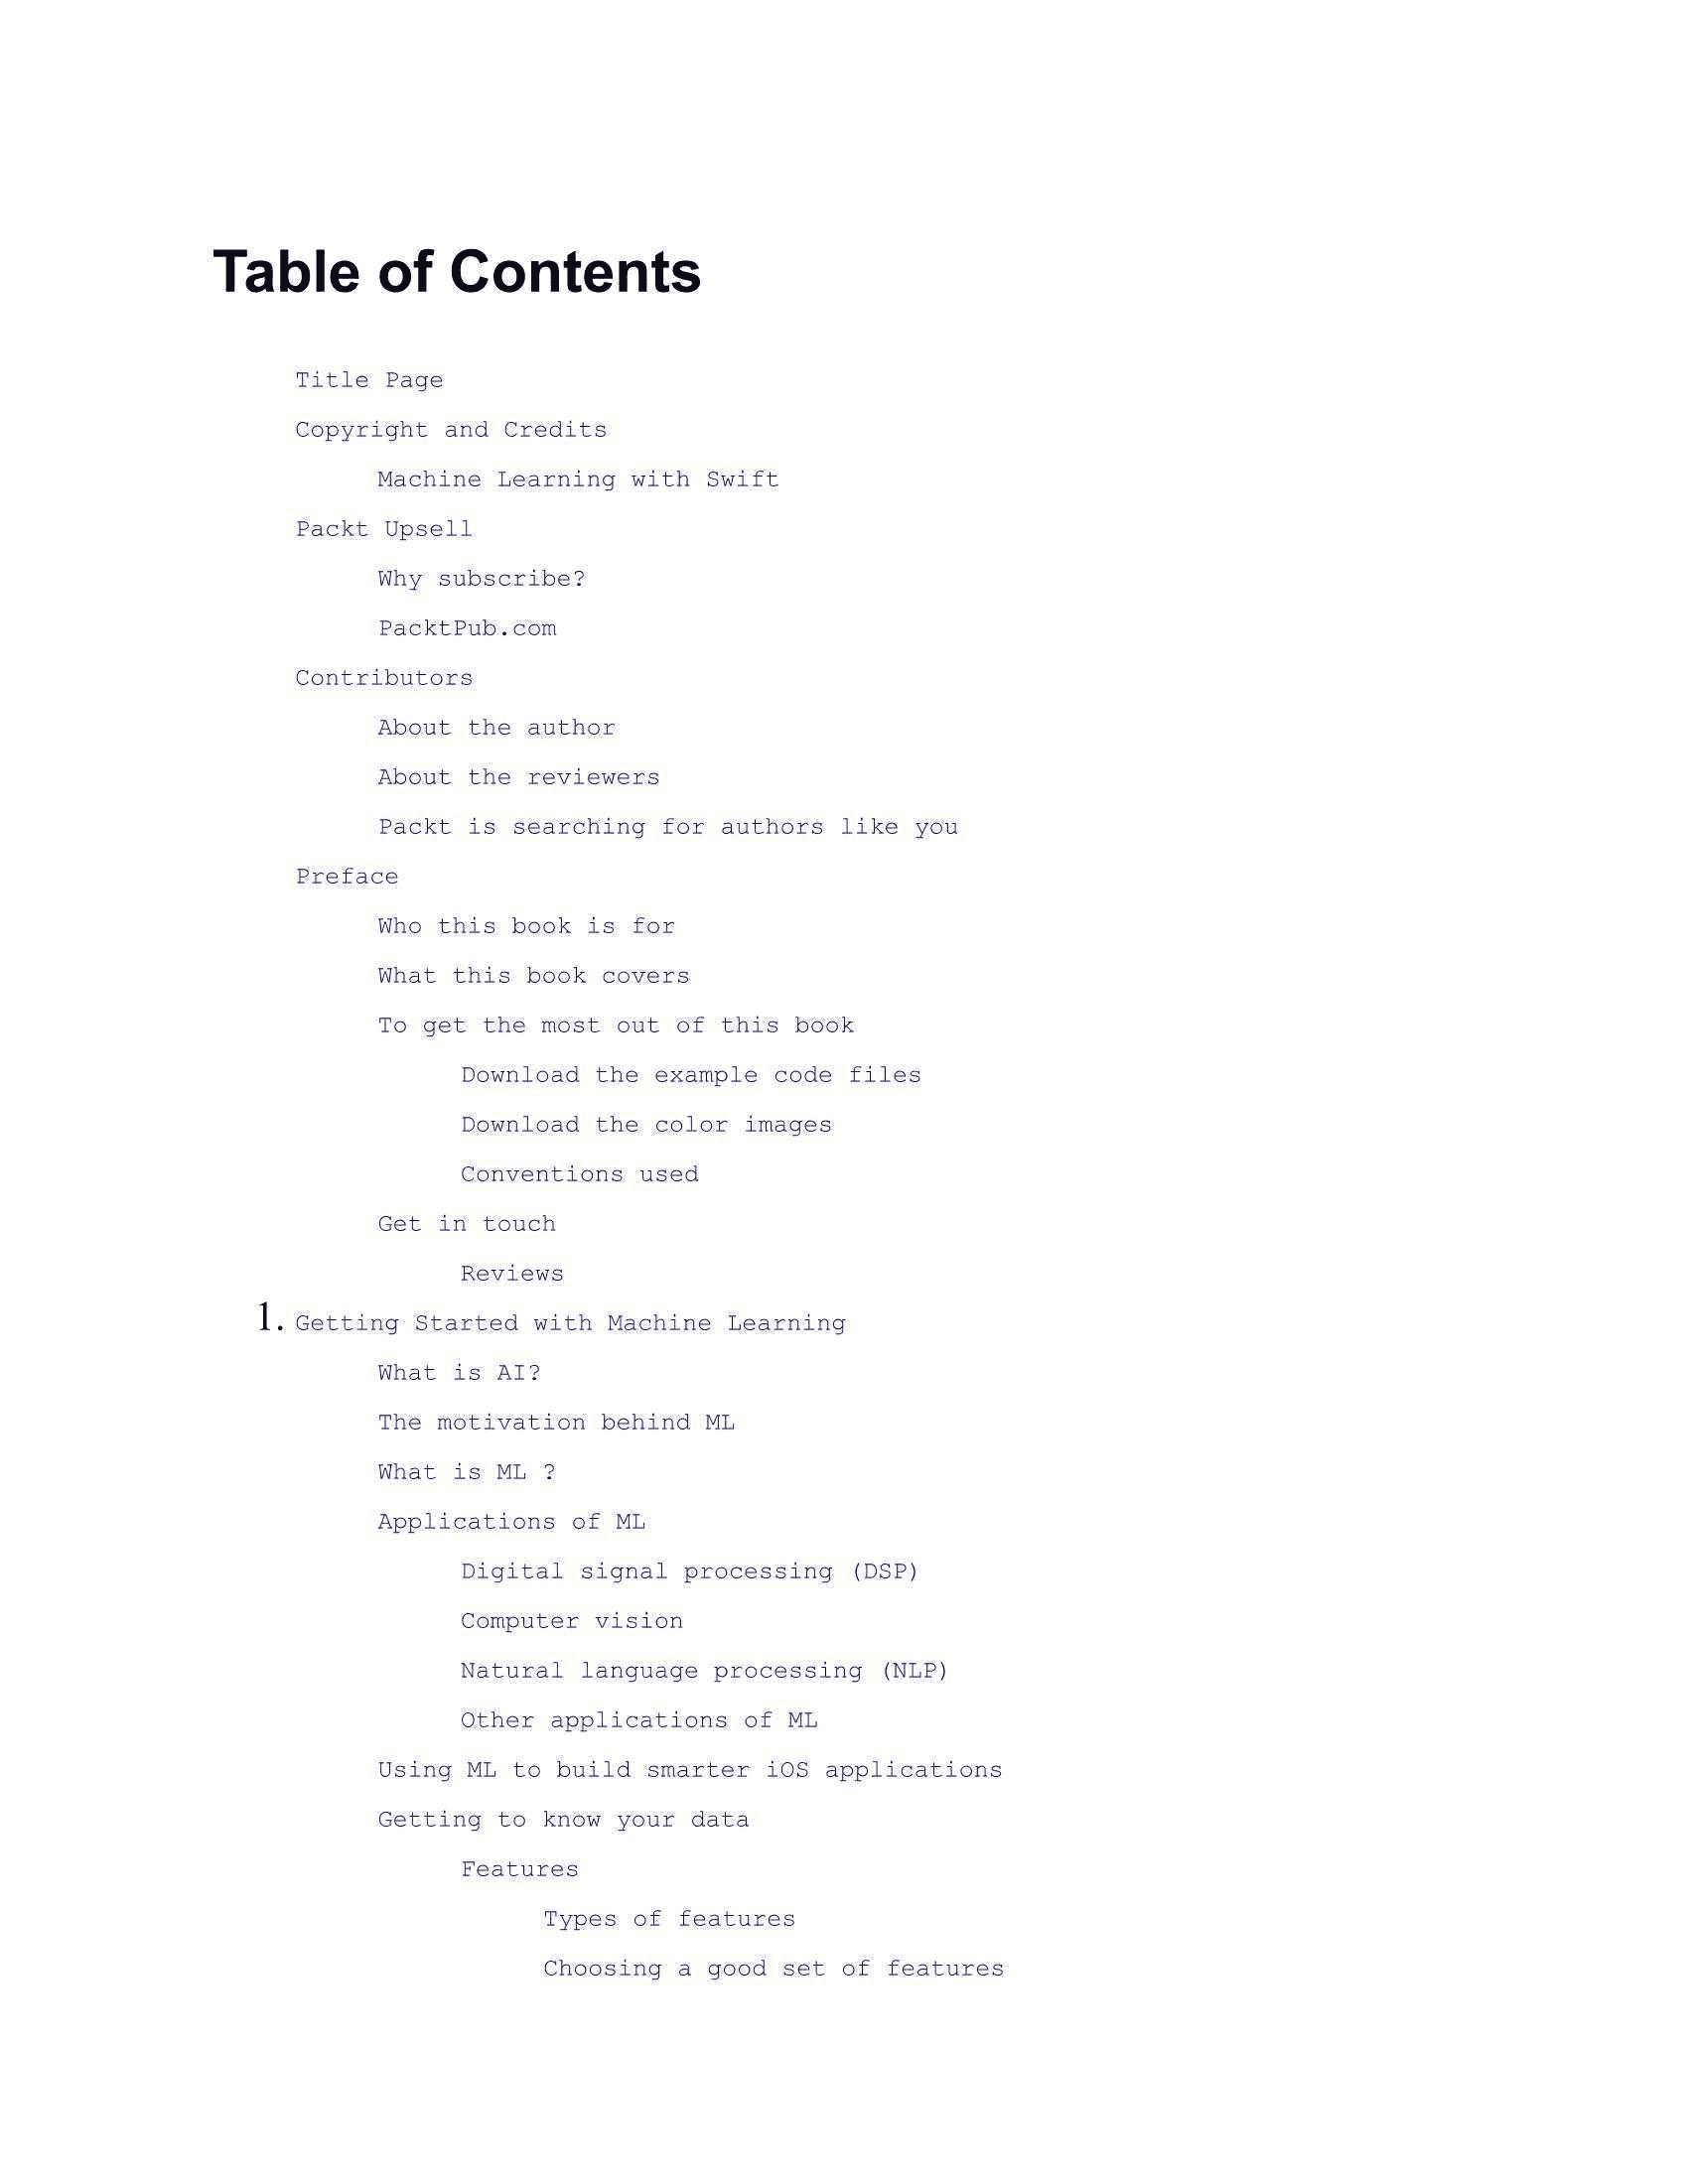 Table of Contents
Title Page
Copyright and Credits
Machine Learning with Swift
Packt Upsell
Why subscribe?
PacktPub.com
Contributors
About the author
About the reviewers
Packt is searching for authors like you
Preface
Who this book is for
What this book covers
To get the most out of this book
Download the example code files
Download the color images
Conventions used
Get in touch
Reviews
1. Getting Started with Machine Learning
What is AI?
The motivation behind ML
What is ML ?
Applications of ML
Digital signal processing (DSP)
Computer vision
Natural language processing (NLP)
Other applications of ML
Using ML to build smarter iOS applications
Getting to know your data
Features
Types of features
Choosing a good set of features